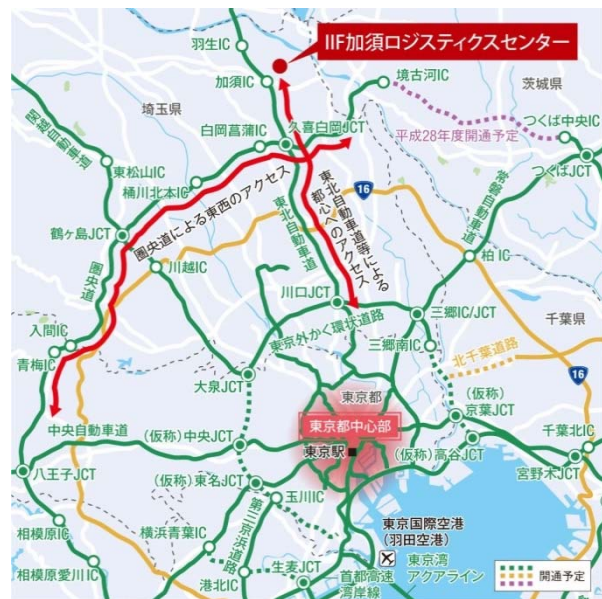 羽生IC
IIF加須ロジスティクスセンター
加須IC
境古河IC
茨城県
埼玉県
久喜白岡JCT
白岡菖蒲IC
つくば中央IC
平成28年度開通予定
つくばJCT
関越自動車道
東松山IC
桶川北本IC
圏央道による東西のアクセス
東北自動車道
東北自動車道等による
都心へのアクセス
16
常磐自動車道
鶴ヶ島JCT
川越IC
柏IC
圏央道
川口JCT
三郷IC/JCT
千葉県
入間IC
東京外かく環状道路
三郷南IC
青梅IC
北千葉道路
大泉JCT
16
東京都
(仮称)
京葉JCT
中央自動車道
(仮称)中央JCT
東京都中心部
千葉北IC
東京駅
(仮称)高谷JCT
八王子JCT
(仮称)東名JCT
宮野木JCT
玉川IC
第三京浜道路
相模原IC
横浜青葉IC
東京国際空港
(羽田空港)
相模原愛川IC
港北IC
生麦JCT
首都高速
湾岸線
東京湾
アクアライン
開通予定